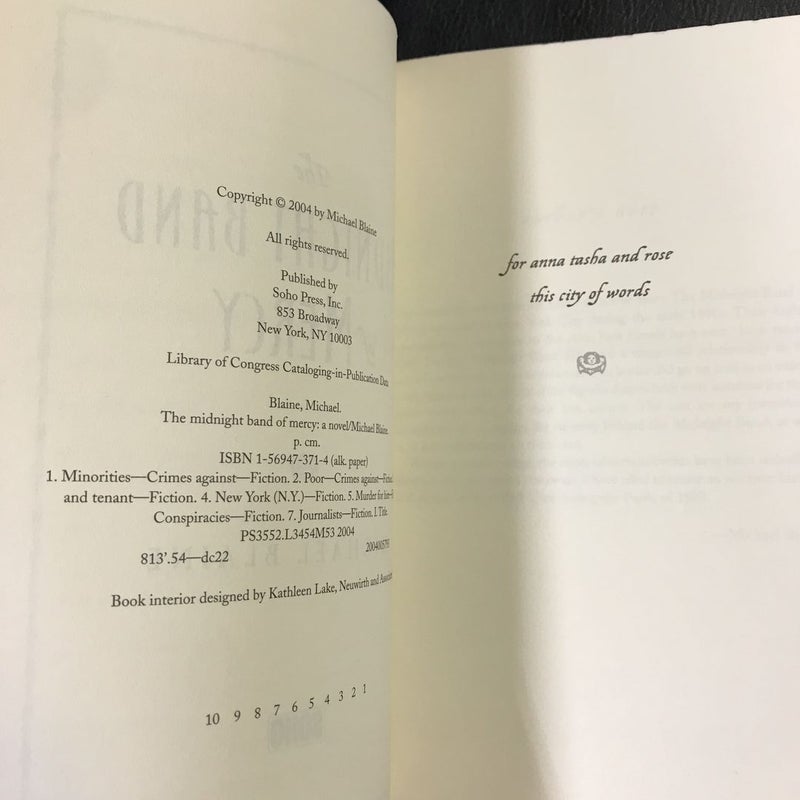 Copyright © 2004 by Michael Blaine
All rights reserved.
Published by
Soho Press, Inc.
853 Broadway
New York, NY 10003
Library of Congress Cataloging-in-Publication Data
Blaine, Michael.
The midnight band of mercy: a novel/Michael Blaine.
p. cm.
ISBN 1-56947-371-4 (alk. paper)
1. Minorities—Crimes against—Fiction. 2. Poor—Crimes against—
and tenant—Fiction. 4. New York (N.Y.)—Fiction. 5. Murder for
Conspiracies—Fiction. 7. Journalists—Fiction. I. Title.
PS3552.L3454M53 2004
813'.54—dc22
Book interior designed by Kathleen Lake, Neuwirth and
10 9 8 7 6 5 4 3 2 1
for anna tasha and rose
this city of words